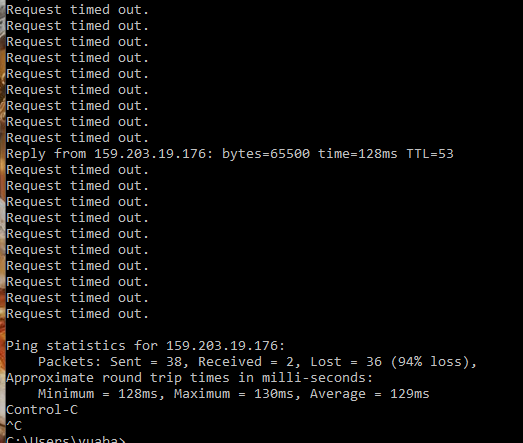 Request timed out.
Request timed out.
Request timed out.
Request timed out.
Request timed out.
Request timed out.
Request timed out.
Request timed out.
Request timed out.
Reply from 159.203.19.176: bytes=65500 time=128ms TTL=53
Request timed out.
Request timed out.
Request timed out.
Request timed out.
Request timed out.
Request timed out.
Request timed out.
Request timed out.
Request timed out.
Request timed out.
Ping statistics for 159.203.19.176:
    Packets: Sent = 38, Received = 2, Lost = 36 (94% loss),
Approximate round trip times in milli-seconds:
    Minimum = 128ms, Maximum = 130ms, Average = 129ms
Control-C
^C
C:\Users\yuaha>